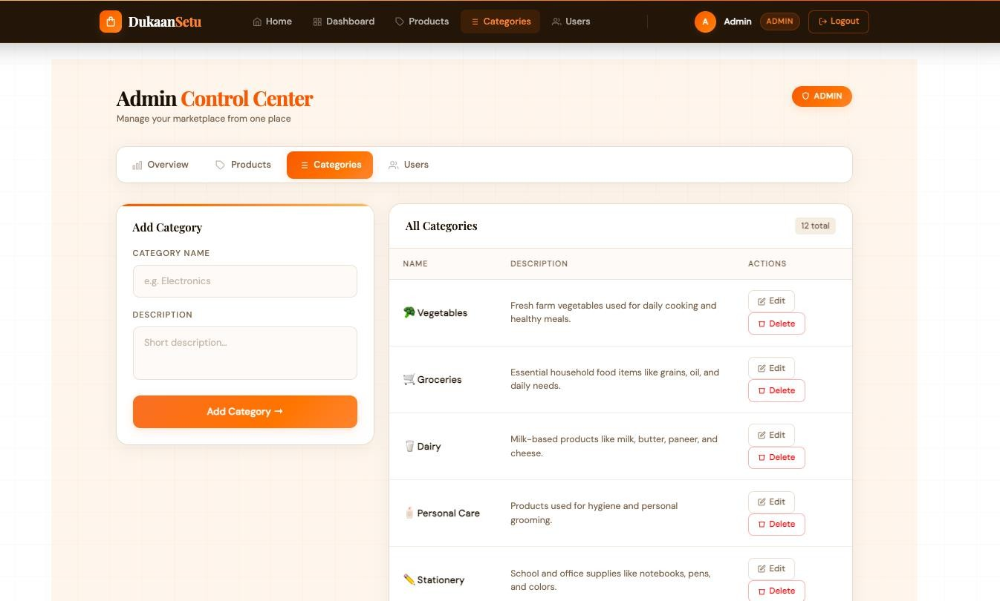 DukaanSetu
Home
Dashboard
Products
Categories
Users
A
Admin
ADMIN
Logout
Admin Control Center
Manage your marketplace from one place
ADMIN
Overview
Products
Categories
Users
Add Category
CATEGORY NAME
e.g. Electronics
DESCRIPTION
Short description...
Add Category →
All Categories
12 total
NAME
DESCRIPTION
ACTIONS
Vegetables
Fresh farm vegetables used for daily cooking and
healthy meals.
Edit
Delete
Groceries
Essential household food items like grains, oil, and
daily needs.
Edit
Delete
Dairy
Milk-based products like milk, butter, paneer, and
cheese.
Edit
Delete
Personal Care
Products used for hygiene and personal
grooming.
Edit
Delete
Stationery
School and office supplies like notebooks, pens,
and colors.
Edit
Delete